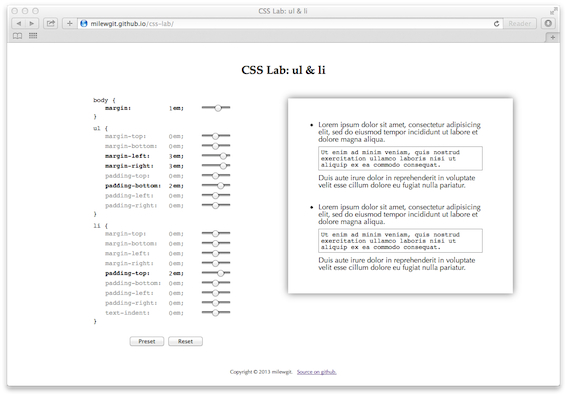 CSS Lab: ul & li
milewgit.github.io/css-lab/
Reader
CSS Lab: ul & li
body {
margin: 1em;
}
ul {
margin-top: 0em;
margin-bottom: 0em;
margin-left: 3em;
margin-right: 3em;
padding-top: 0em;
padding-bottom: 2em;
padding-left: 0em;
padding-right: 0em;
}
li {
margin-top: 0em;
margin-bottom: 0em;
margin-left: 0em;
margin-right: 0em;
padding-top: 2em;
padding-bottom: 0em;
padding-left: 0em;
padding-right: 0em;
text-indent: 0em;
}
Preset Reset
• Lorem ipsum dolor sit amet, consectetur adipisicing
elit, sed do eiusmod tempor incididunt ut labore et
dolore magna aliqua.
Ut enim ad minim veniam, quis nostrud
exercitation ullamco laboris nisi ut
aliquip ex ea commodo consequat.
Duis aute irure dolor in reprehenderit in voluptate
velit esse cillum dolore eu fugiat nulla pariatur.
• Lorem ipsum dolor sit amet, consectetur adipisicing
elit, sed do eiusmod tempor incididunt ut labore et
dolore magna aliqua.
Ut enim ad minim veniam, quis nostrud
exercitation ullamco laboris nisi ut
aliquip ex ea commodo consequat.
Duis aute irure dolor in reprehenderit in voluptate
velit esse cillum dolore eu fugiat nulla pariatur.
Copyright © 2013 milewgit. Source on github.